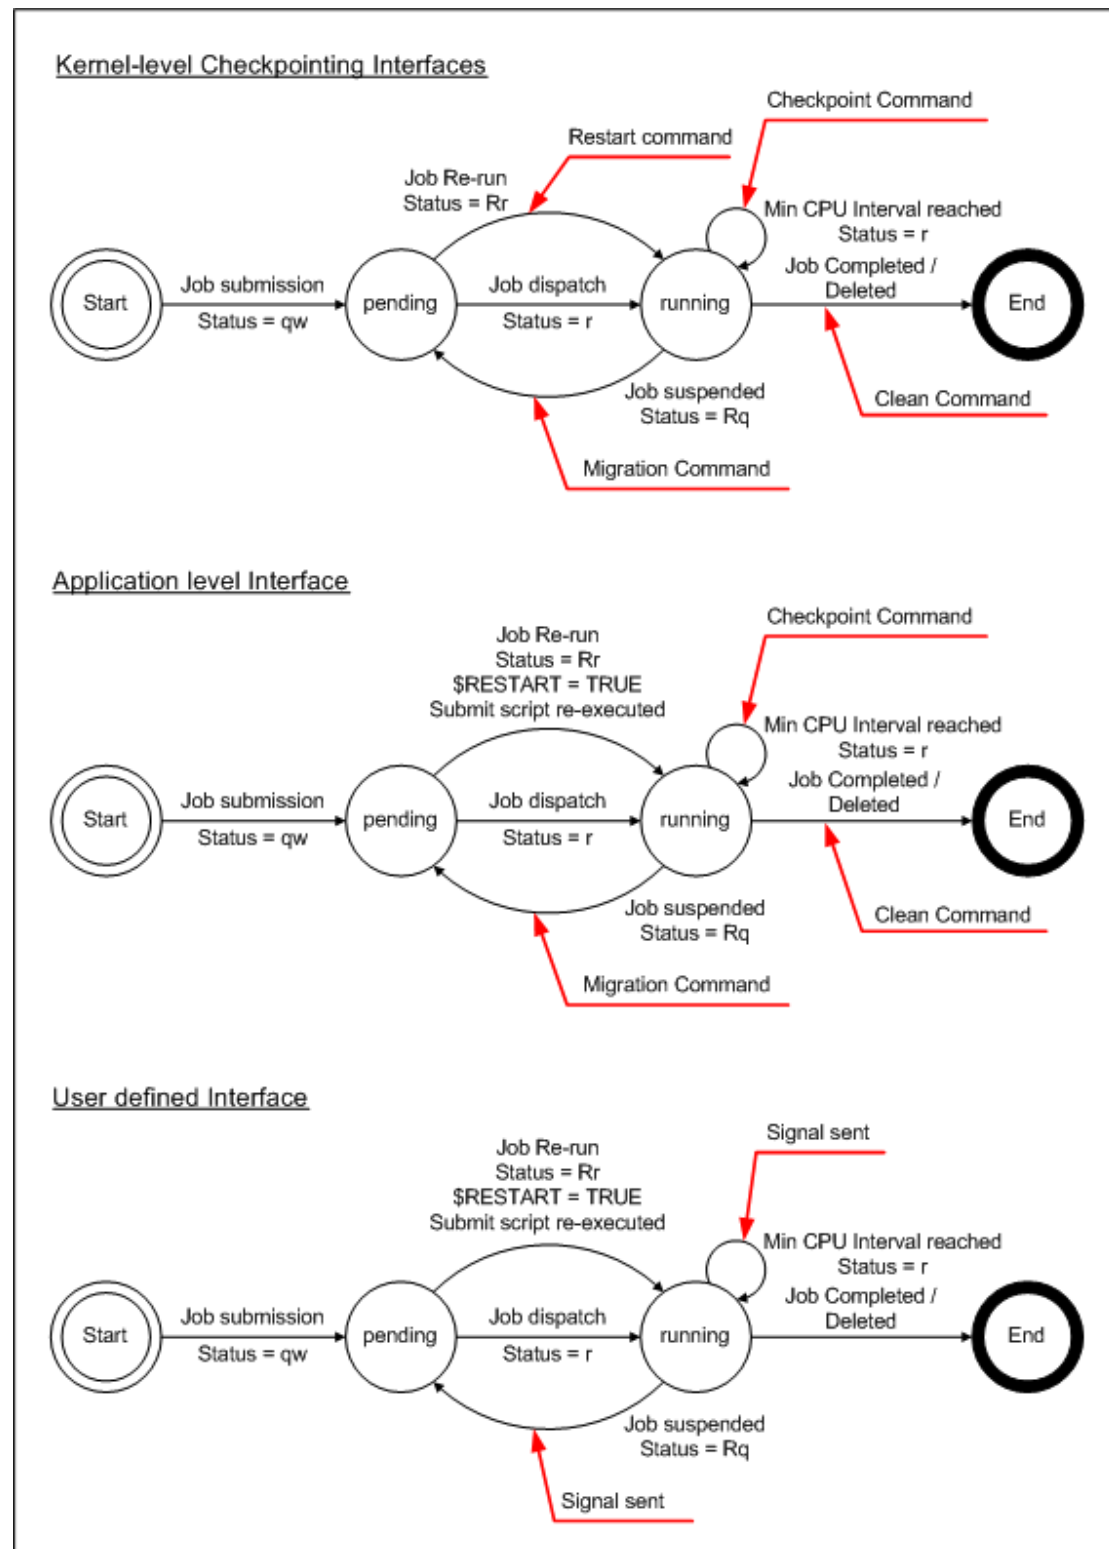 Kernel-level Checkpointing Interfaces
Checkpoint Command
Restart command
Job Re-run
Status = Rr
Min CPU Interval reached
Status = r
Job Completed /
Deleted
Start
Job submission
Status = qw
pending
Job dispatch
Status = r
running
End
Job suspended
Status = Rq
Clean Command
Migration Command
Application level Interface
Checkpoint Command
Job Re-run
Status = Rr
$RESTART = TRUE
Submit script re-executed
Min CPU Interval reached
Status = r
Job Completed /
Deleted
Start
Job submission
Status = qw
pending
Job dispatch
Status = r
running
End
Job suspended
Status = Rq
Clean Command
Migration Command
User defined Interface
Signal sent
Job Re-run
Status = Rr
$RESTART = TRUE
Submit script re-executed
Min CPU Interval reached
Status = r
Job Completed /
Deleted
Start
Job submission
Status = qw
pending
Job dispatch
Status = r
running
End
Job suspended
Status = Rq
Signal sent